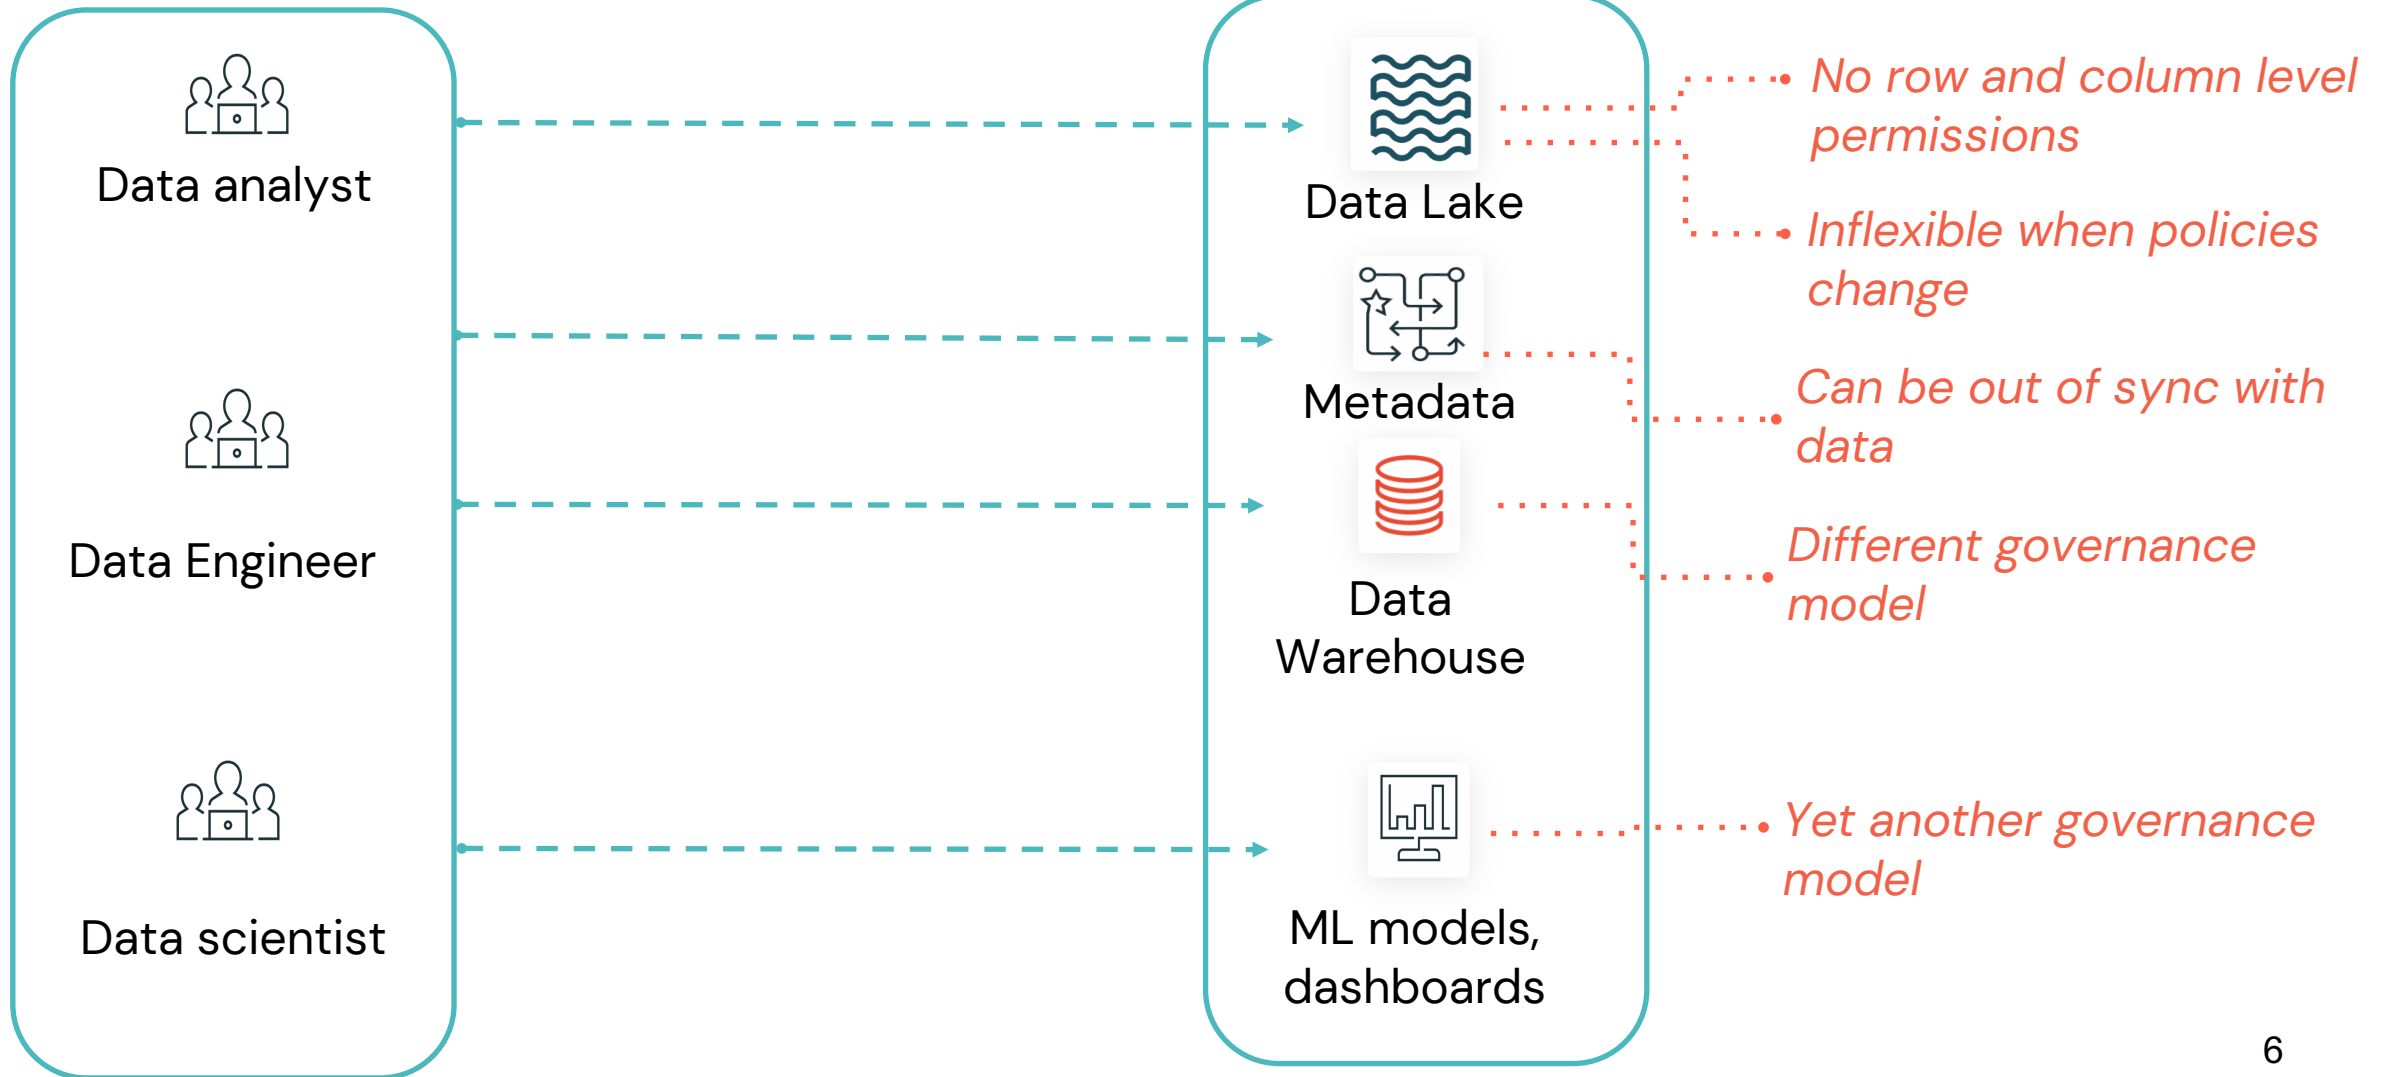 Data analyst
Data Engineer
Data scientist
Data Lake
Metadata
Data
Warehouse
ML models,
dashboards
No row and column level
permissions
Inflexible when policies
change
Can be out of sync with
data
Different governance
model
Yet another governance
model
6